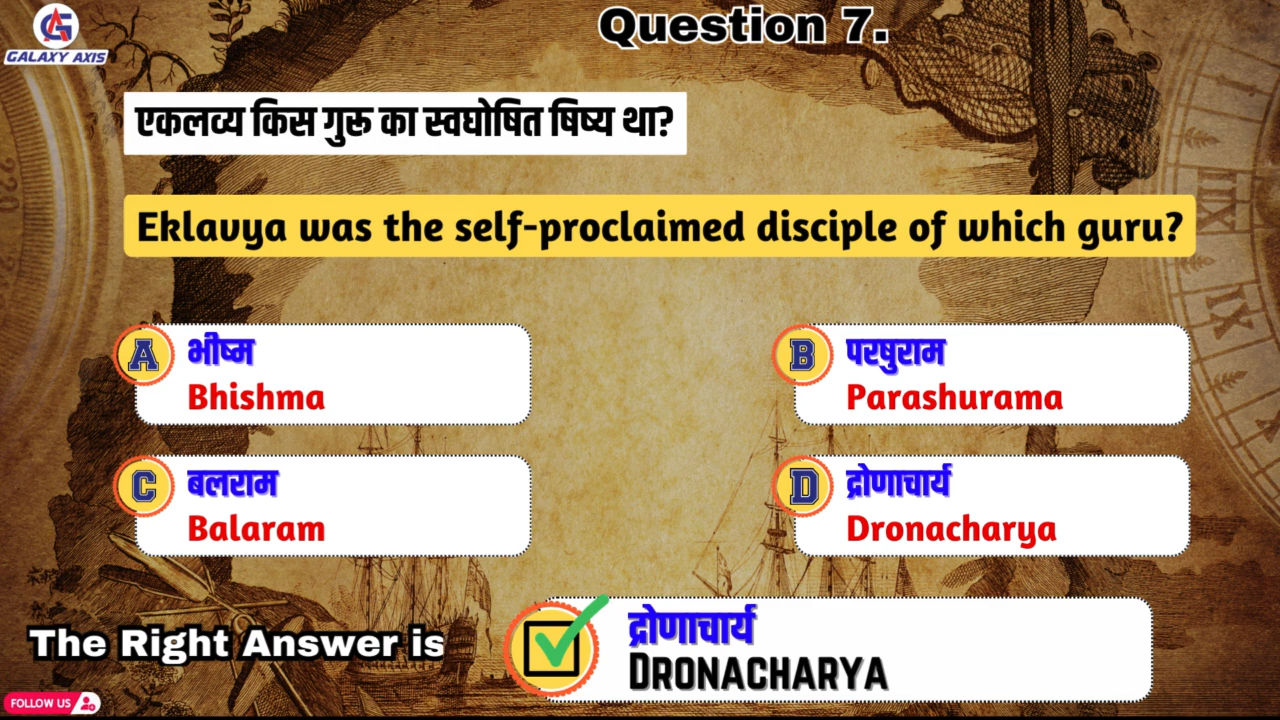 AG
GALAXY AXIS
Question 7.
एकलव्य किस गुरू का स्वघोषित षिष्य था?
Eklavya was the self-proclaimed disciple of which guru?
A
भीष्म
Bhishma
B
परषुराम
Parashurama
C
बलराम
Balaram
D
द्रोणाचार्य
Dronacharya
The Right Answer is
द्रोणाचार्य
DRONACHARYA
FOLLOW US